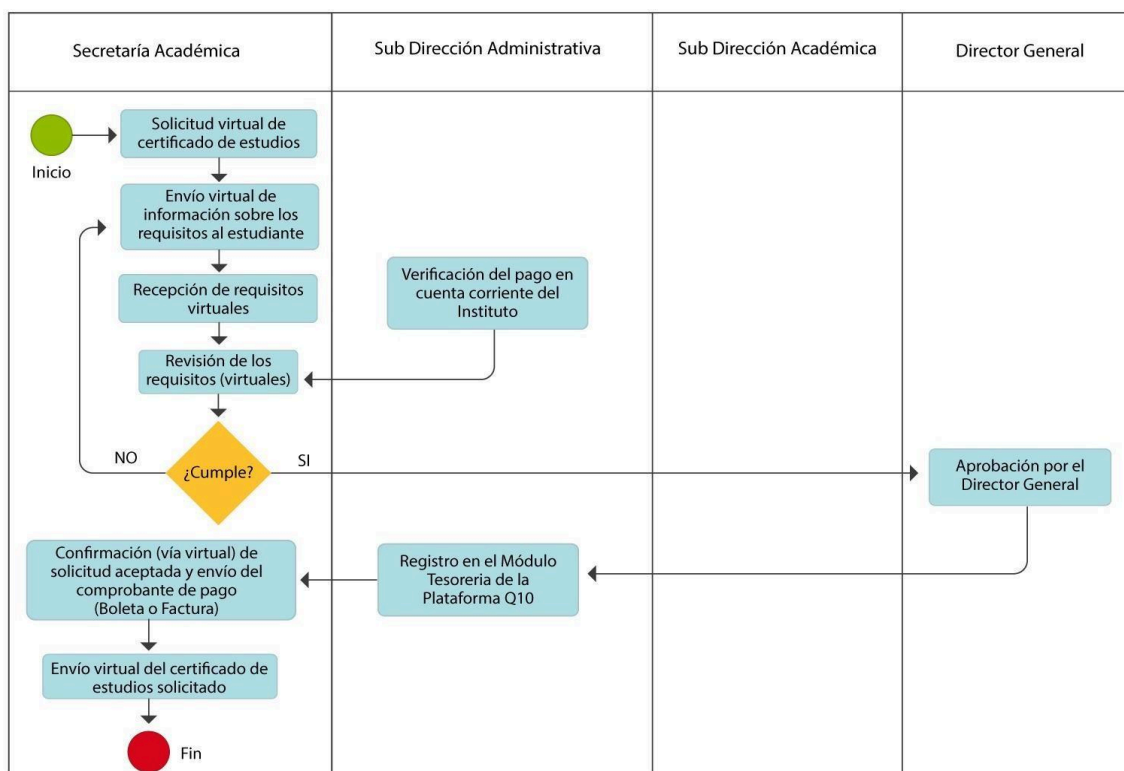 Secretaría Académica
Sub Dirección Administrativa
Sub Dirección Académica
Director General
Inicio
Solicitud virtual de
certificado de estudios
Envío virtual de
información sobre los
requisitos al estudiante
Recepción de requisitos
virtuales
Verificación del pago en
cuenta corriente del
Instituto
Revisión de los
requisitos (virtuales)
NO
¿Cumple?
SI
Aprobación por el
Director General
Confirmación (vía virtual) de
solicitud aceptada y envío del
comprobante de pago
(Boleta o Factura)
Registro en el Módulo
Tesoreria de la
Plataforma Q10
Envío virtual del certificado de
estudios solicitado
Fin